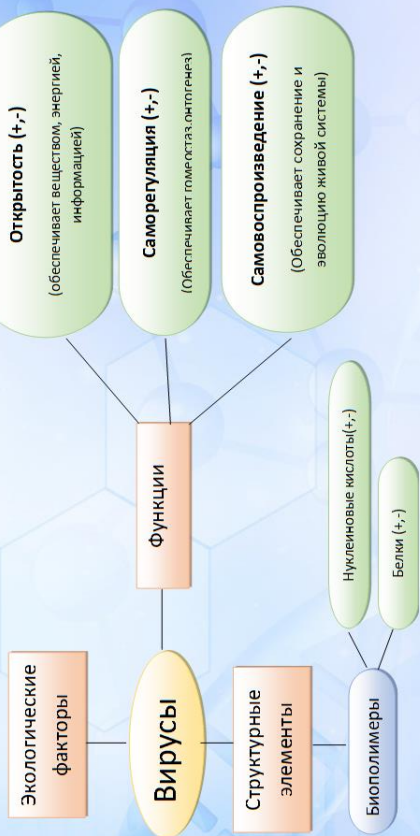 Экологические
факторы
Вирусы
Структурные
элементы
Биополимеры
Нуклеиновые кислоты(+,-)
Белки (+,-)
Функции
Открытость (+,-)
(обеспечивает веществом, энергией,
информацией)
Саморегуляция (+,-)
(Обеспечивает гомеостаз,онтогенез)
Самовоспроизведение (+,-)
(Обеспечивает сохранение и
эволюцию живой системы)